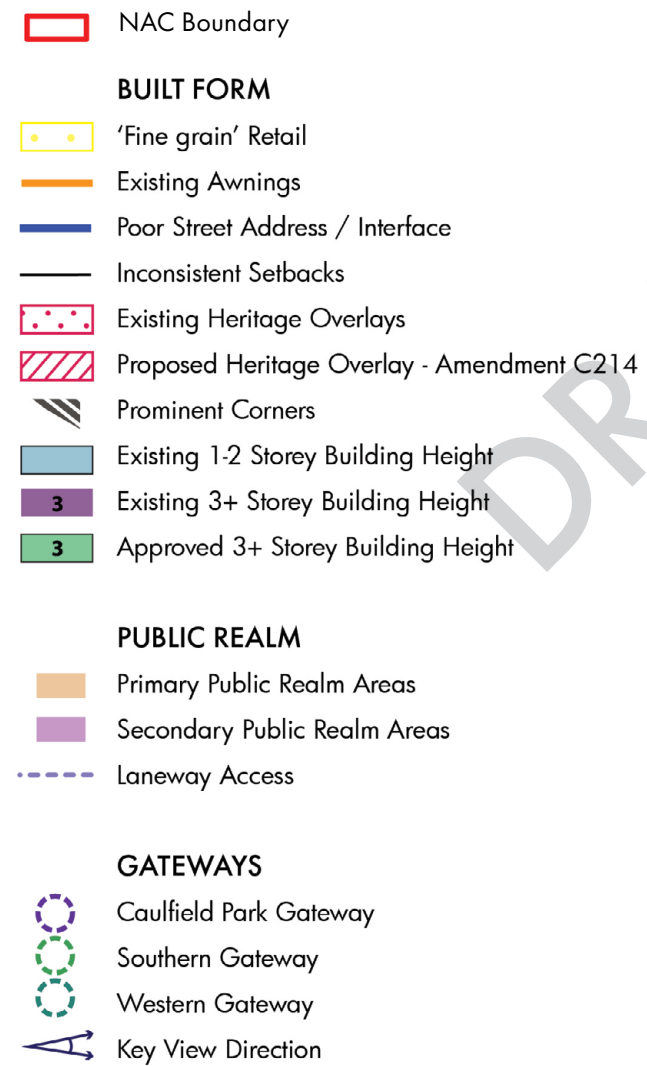 NAC Boundary
BUILT FORM
'Fine grain' Retail
Existing Awnings
Poor Street Address / Interface
Inconsistent Setbacks
Existing Heritage Overlays
Proposed Heritage Overlay - Amendment C214
Prominent Corners
Existing 1-2 Storey Building Height
3 Existing 3+ Storey Building Height
3 Approved 3+ Storey Building Height
PUBLIC REALM
Primary Public Realm Areas
Secondary Public Realm Areas
Laneway Access
GATEWAYS
Caulfield Park Gateway
Southern Gateway
Western Gateway
Key View Direction
DR